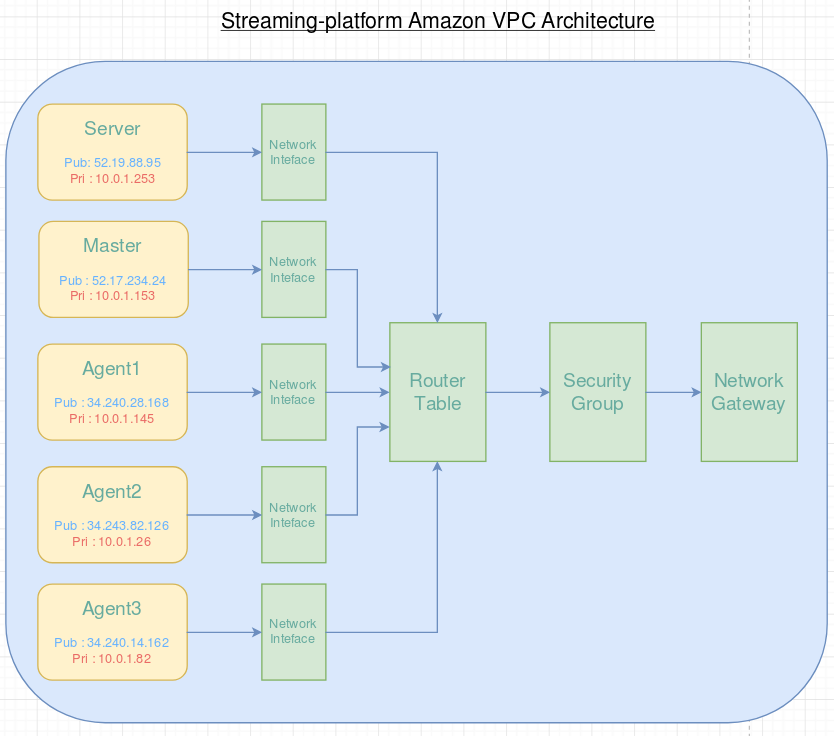 Streaming-platform Amazon VPC Architecture
Server
Pub: 52.19.88.95
Pri : 10.0.1.253
Network
Inteface
Master
Pub : 52.17.234.24
Pri : 10.0.1.153
Network
Inteface
Agent1
Pub : 34.240.28.168
Pri : 10.0.1.145
Network
Inteface
Router
Table
Security
Group
Network
Gateway
Agent2
Pub : 34.243.82.126
Pri : 10.0.1.26
Network
Inteface
Agent3
Pub : 34.240.14.162
Pri : 10.0.1.82
Network
Inteface